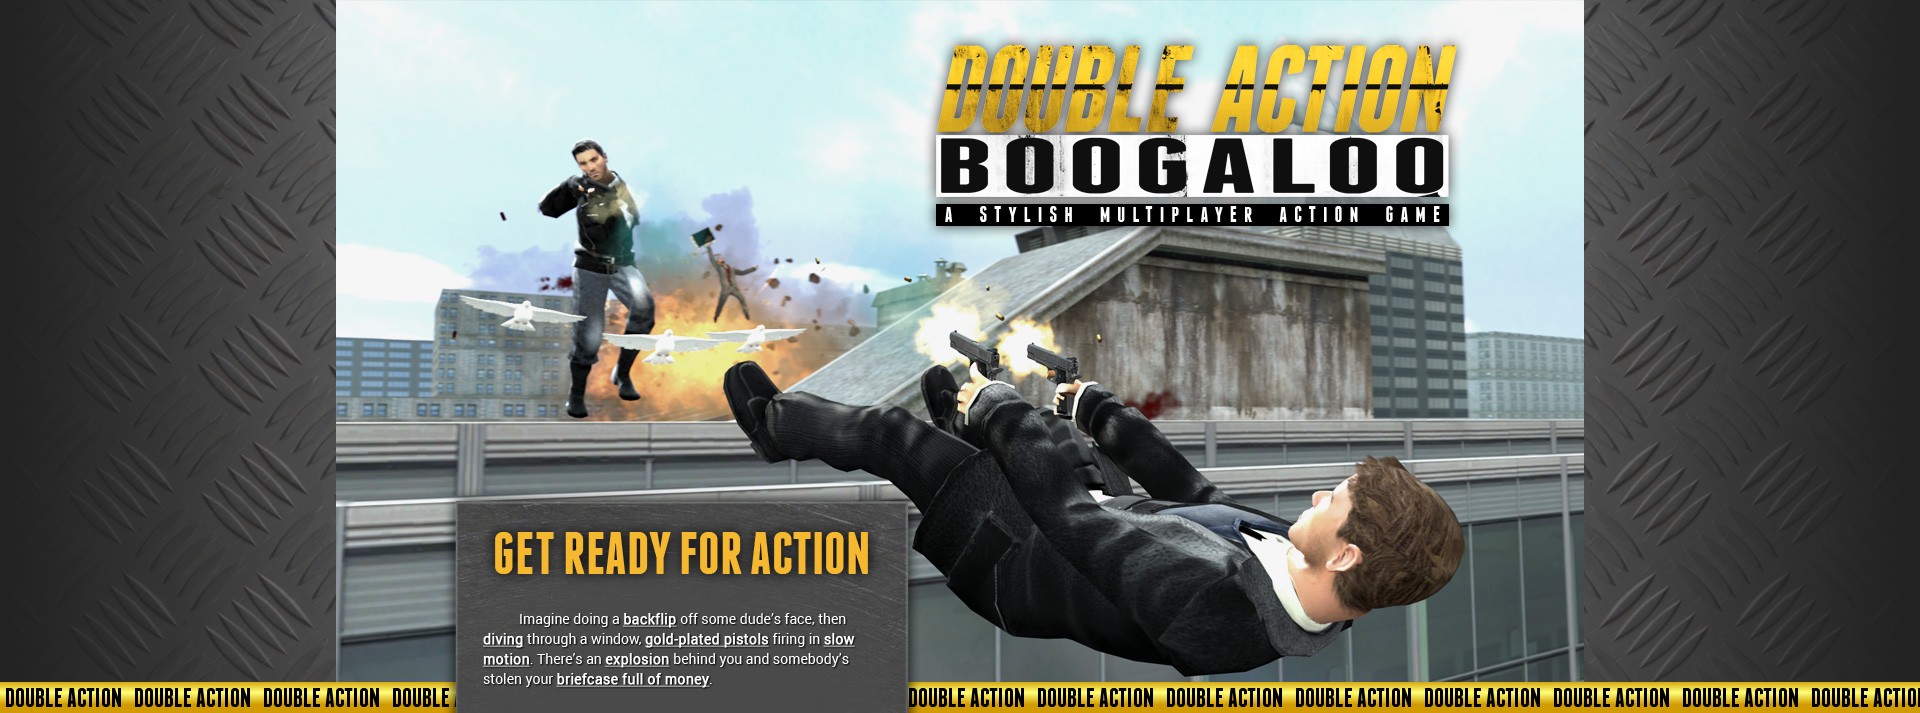 DOUBLE ACTION
BOOGALOO
A STYLISH MULTIPLAYER ACTION GAME
GET READY FOR ACTION
Imagine doing a backflip off some dude's face, then
diving through a window, gold-plated pistols firing in slow
motion. There's an explosion behind you and somebody's
stolen your briefcase full of money.
DOUBLE ACTION DOUBLE ACTION DOUBLE ACTION DOUBLE DOUBLE ACTION DOUBLE ACTION DOUBLE ACTION DOUBLE ACTION DOUBLE ACTION DOUBLE ACTION DOUBLE ACTION DOUBLE ACTIO